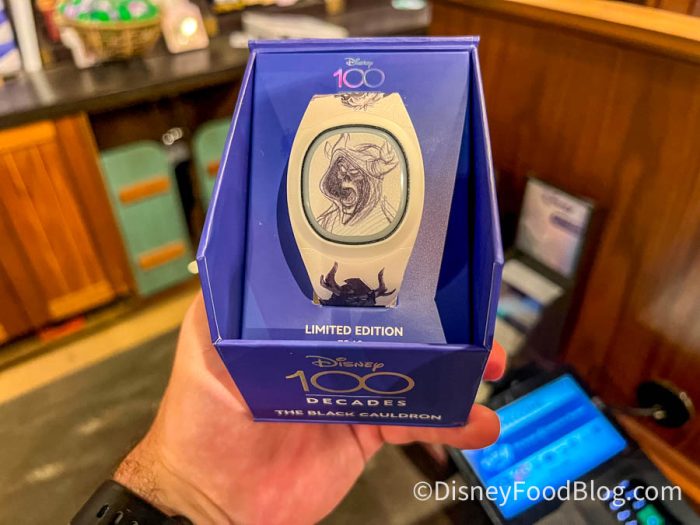 Disney
100
LIMITED EDITION
Disney
100
DECADES
THE BLACK CAULDRON
©DisneyFoodBlog.com